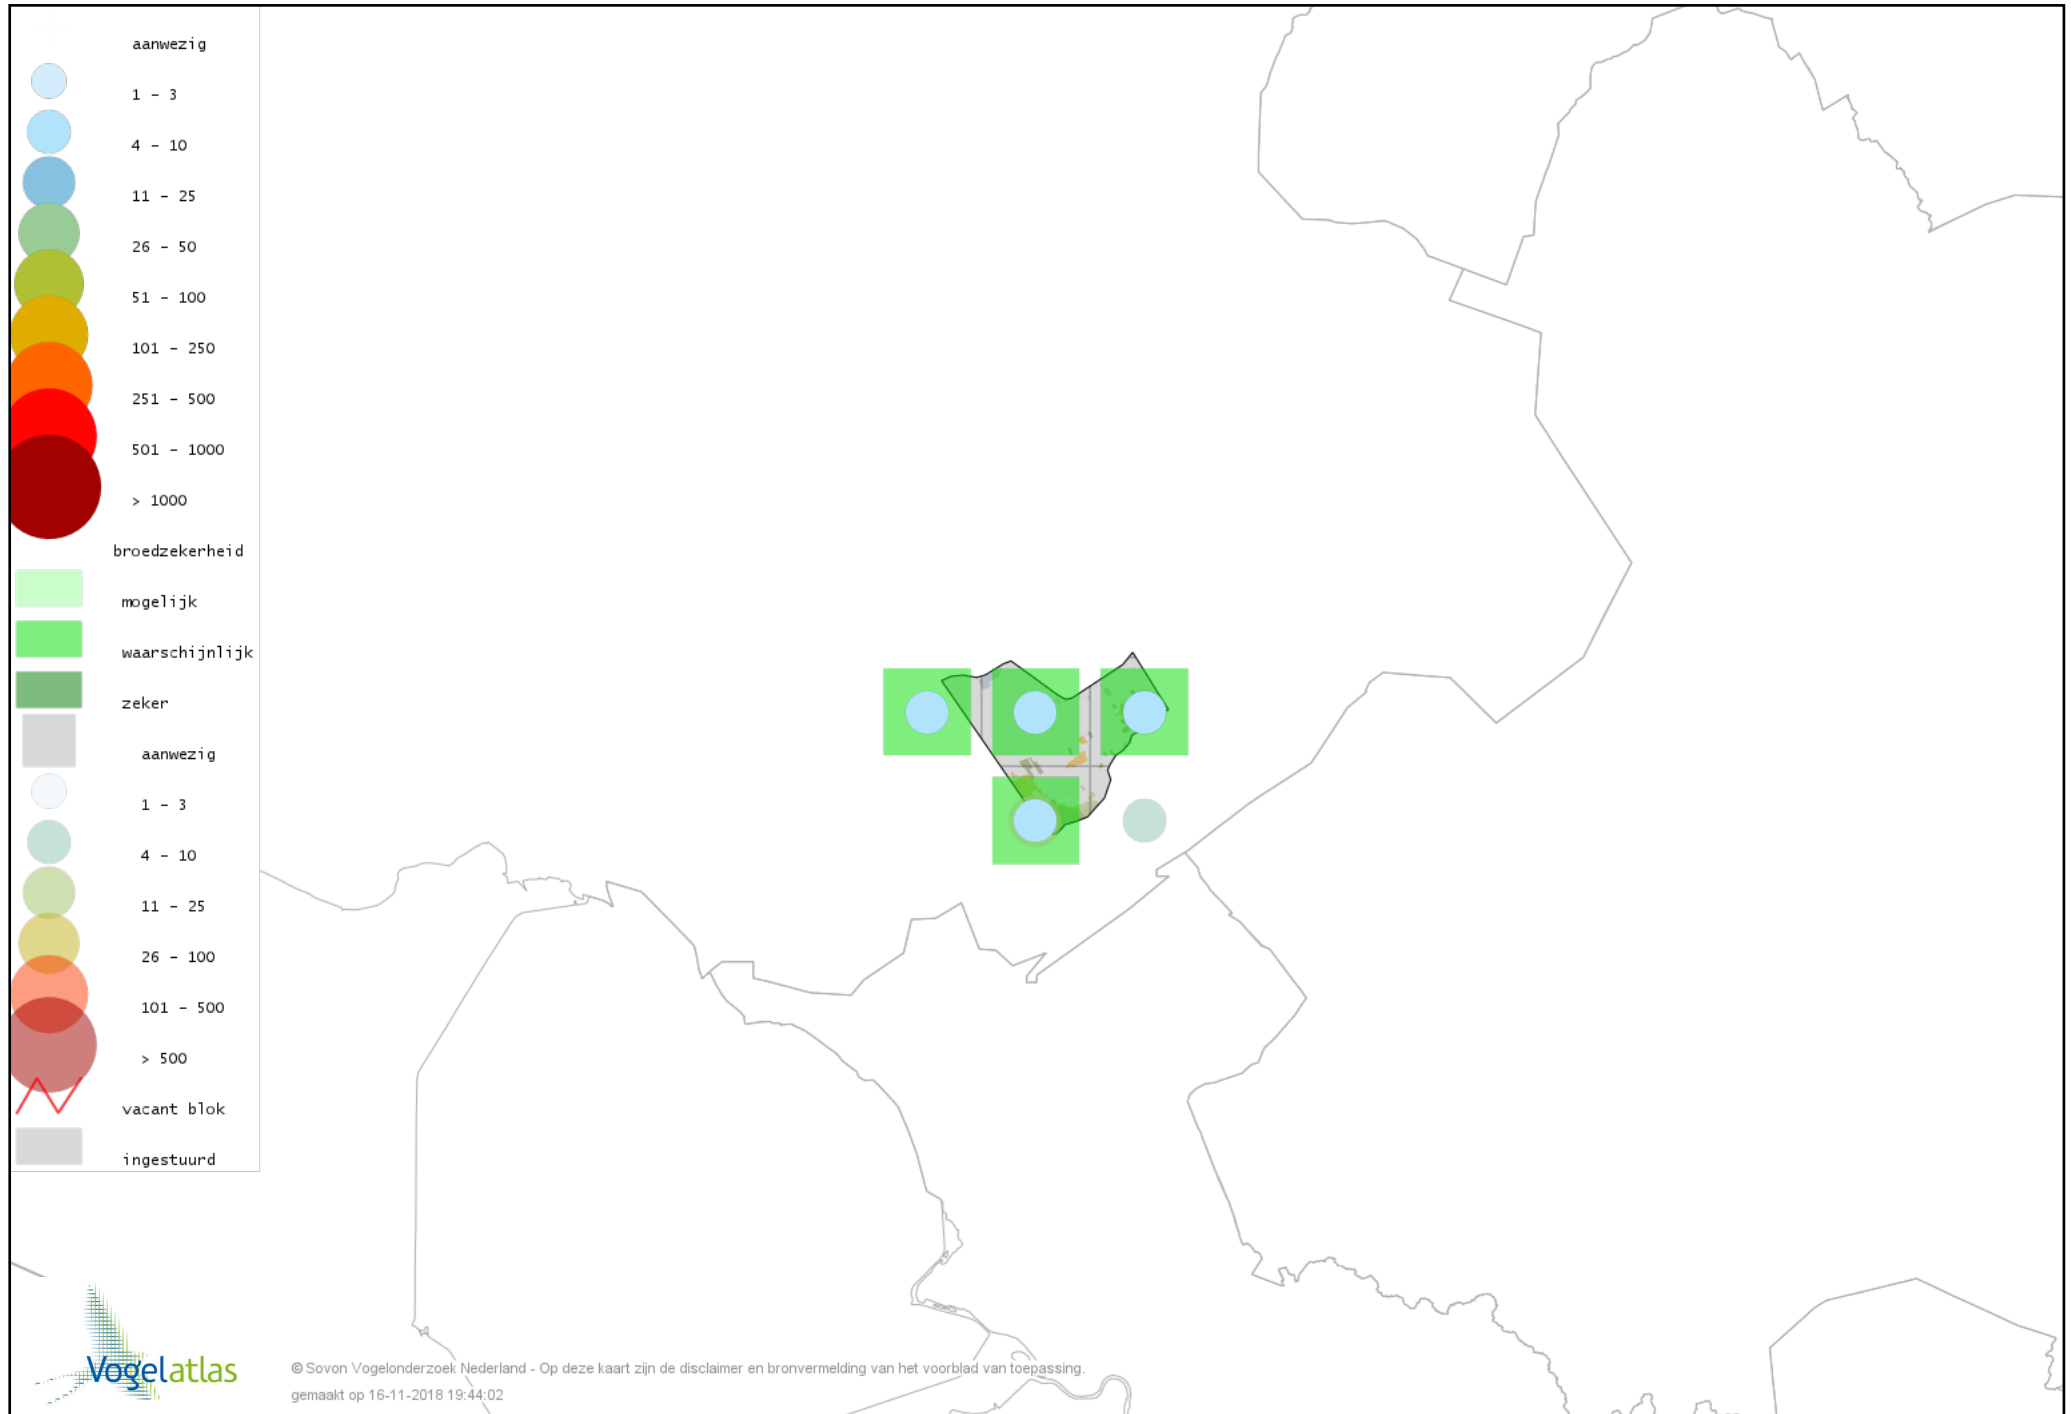 aanwezig
1 - 3
4 - 10
11 - 25
26 - 50
51 - 100
101 - 250
251 - 500
501 - 1000
> 1000
broedzekerheid
mogelijk
waarschijnlijk
zeker
aanwezig
1 - 3
4 - 10
11 - 25
26 - 100
101 - 500
> 500
vacant blok
ingestuurd
Vogelatlas
© Sovon Vogelonderzoek Nederland - Op deze kaart zijn de disclaimer en bronvermelding van het voorblad van toepassing.
gemaakt op 16-11-2018 19:44:02